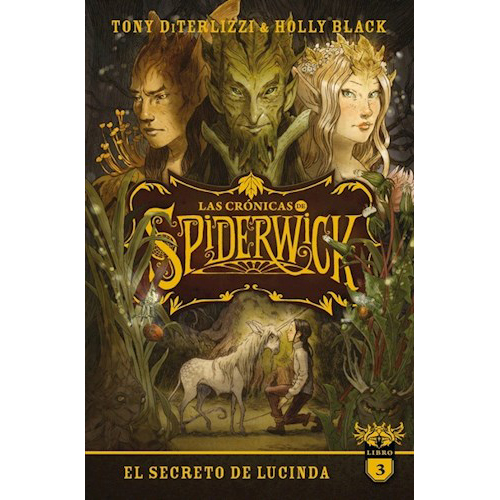 TONY DiTERLIZZI & HOLLY BLACK
LAS CRÓNICAS DE
SPIDERWICK
LIBRO
3
EL SECRETO DE LUCINDA